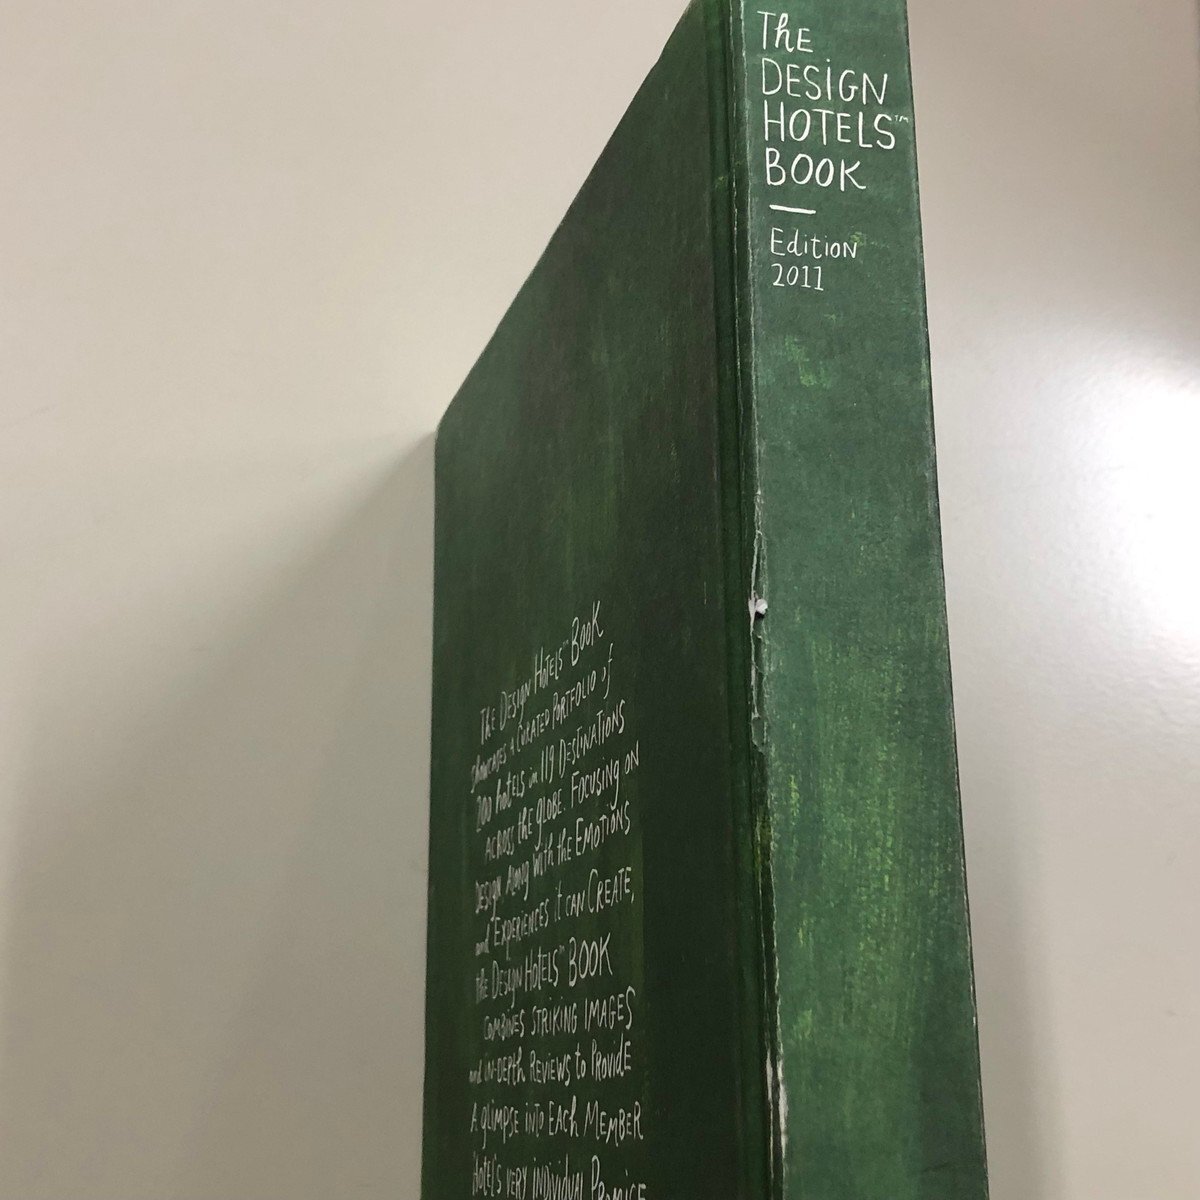 The
DESiGN
HOTELS™
BOOK
Edition
2011
THE DESIGN HOTELS™ BOOK
SHOWCASES A CURATED PORTFOLIO of
200 hotELS in 119 DEStiNATIONS
ACROSS the gLOBE. FOCUSING ON
DESIGN ALONG WITH the EMOTIONS
and EXPERIENCES it CAN CREATE,
the DESIGN HOTELS™ BOOK
COMBINES STRIKING IMAGES
and iN-DEPth REVIEWS to PROViDE
A gLIMPSE iNtO EACH MEMBER
HOtEL'S VERY iNDIViDUAL PROMISE